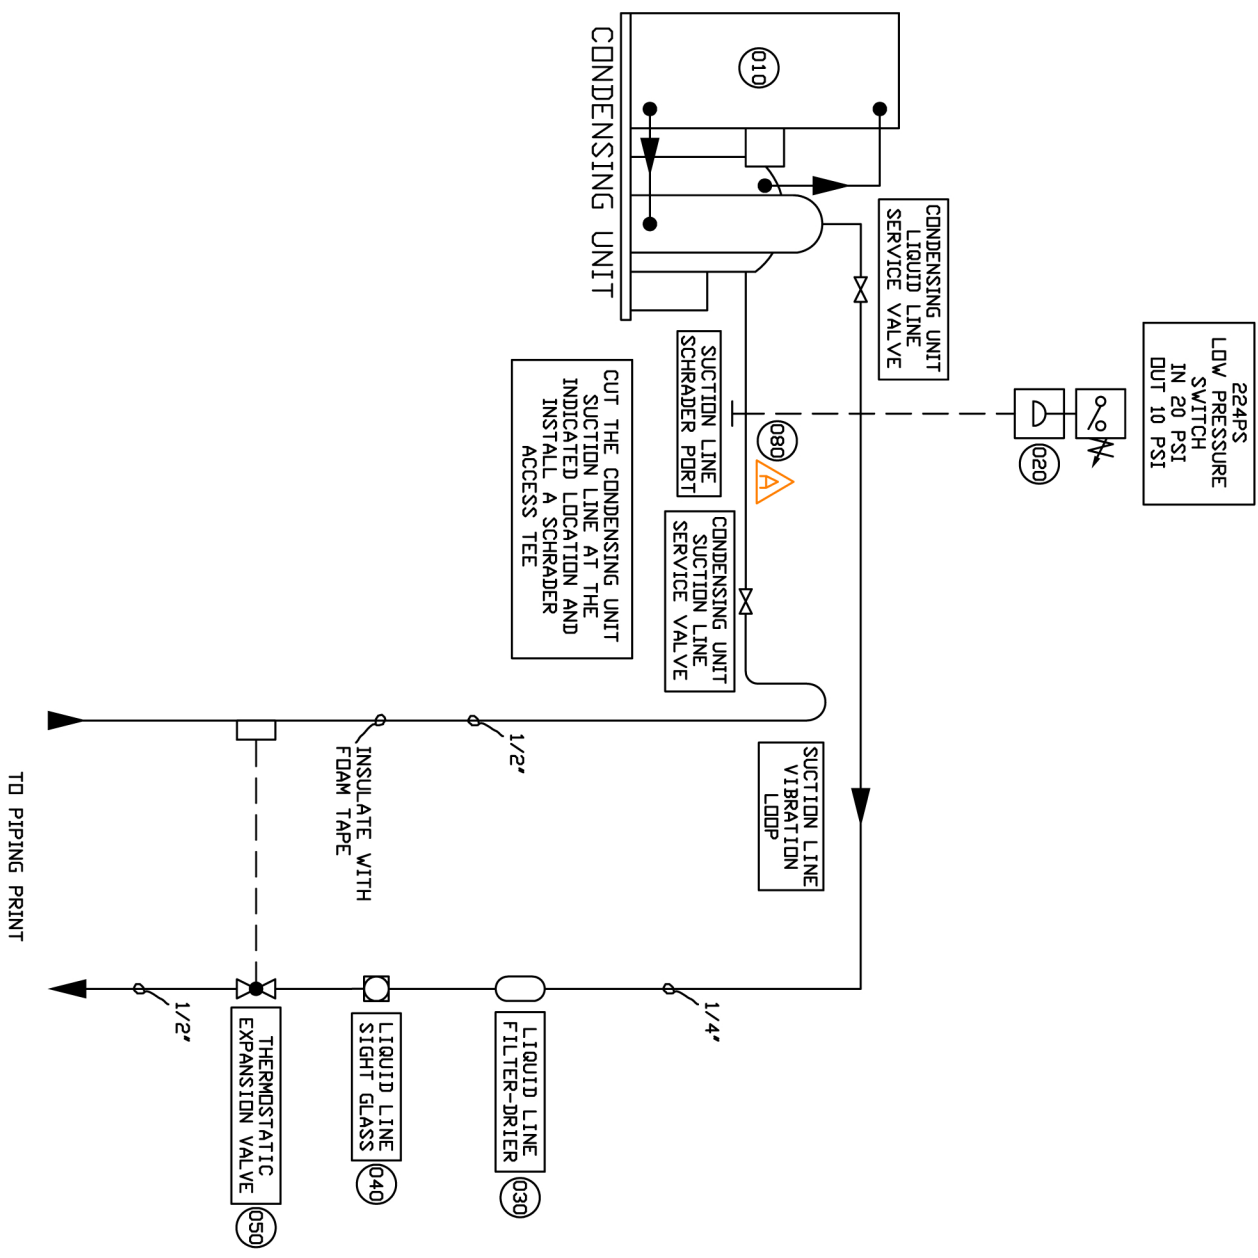 224PS
LOW PRESSURE
SWITCH
IN 20 PSI
OUT 10 PSI
020
CONDENSING UNIT
LIQUID LINE
SERVICE VALVE
010
CONDENSING UNIT
SUCTION LINE
SCHRADER PORT
080
A
CONDENSING UNIT
SUCTION LINE
SERVICE VALVE
CUT THE CONDENSING UNIT
SUCTION LINE AT THE
INDICATED LOCATION AND
INSTALL A SCHRADER
ACCESS TEE
SUCTION LINE
VIBRATION
LOOP
1/2"
INSULATE WITH
FOAM TAPE
1/4"
LIQUID LINE
FILTER-DRIER
030
LIQUID LINE
SIGHT GLASS
040
THERMOSTATIC
EXPANSION VALVE
050
1/2"
TO PIPING PRINT